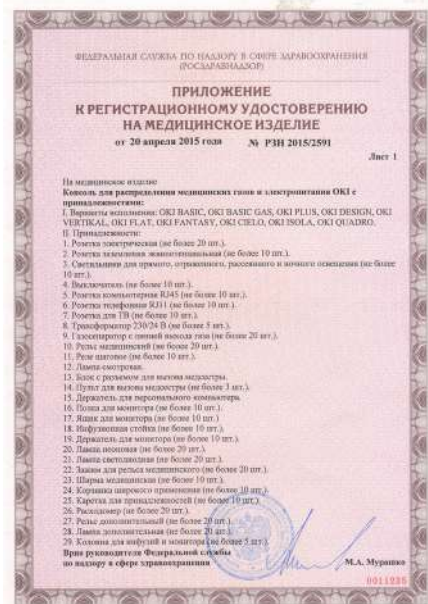 ФЕДЕРАЛЬНАЯ СЛУЖБА ПО НАДЗОРУ В СФЕРЕ ЗДРАВООХРАНЕНИЯ
(РОСЗДРАВНАДЗОР)
ПРИЛОЖЕНИЕ
К РЕГИСТРАЦИОННОМУ УДОСТОВЕРЕНИЮ
НА МЕДИЦИНСКОЕ ИЗДЕЛИЕ
от 20 апреля 2015 года № РЗН 2015/2591
Лист 1
На медицинское изделие
Консоль для распределения медицинских газов и электропитания OKI с
принадлежностями:
I. Варианты исполнения: OKI BASIC, OKI BASIC GAS, OKI PLUS, OKI DESIGN, OKI
VERTIKAL, OKI FLAT, OKI FANTASY, OKI CIELO, OKI ISOLA, OKI QUADRO.
II. Принадлежности:
1. Розетка электрическая (не более 20 шт.).
2. Розетка заземления эквипотенциальная (не более 10 шт.).
3. Светильники для прямого, отраженного, рассеянного и ночного освещения (не более
10 шт.).
4. Выключатель (не более 10 шт.).
5. Розетка компьютерная RJ45 (не более 10 шт.).
6. Розетка телефонная RJ11 (не более 10 шт.).
7. Розетка для ТВ (не более 10 шт.).
8. Трансформатор 230/24 В (не более 5 шт.).
9. Газосепаратор с линией выхода газа (не более 20 шт.).
10. Рельс медицинский (не более 20 шт.).
11. Реле шаговое (не более 10 шт.).
12. Лампа смотровая.
13. Блок с разъемом для вызова медсестры.
14. Пульт для вызова медсестры (не более 3 шт.).
15. Держатель для персонального компьютера.
16. Полка для монитора (не более 10 шт.).
17. Ящик для монитора (не более 10 шт.)
18. Инфузионная стойка (не более 10 шт.).
19. Держатель для монитора (не более 10 шт.).
20. Лампа неоновая (не более 20 шт.).
21. Лампа светодиодная (не более 20 шт.).
22. Зажим для рельса медицинского (не более 20 шт.).
23. Ширма медицинская (не более 10 шт.).
24. Корзинка широкого применения (не более 10 шт.).
25. Каретка для принадлежностей (не более 10 шт.).
26. Расходомер (не более 20 шт.).
27. Рельс дополнительный (не более 20 шт.).
28. Лампа дополнительная (не более 20 шт.).
29. Колонна для инфузий и монитора (не более 5 шт.).
Врио руководителя Федеральной службы
по надзору в сфере здравоохранения
М.А. Мурашко
0011236